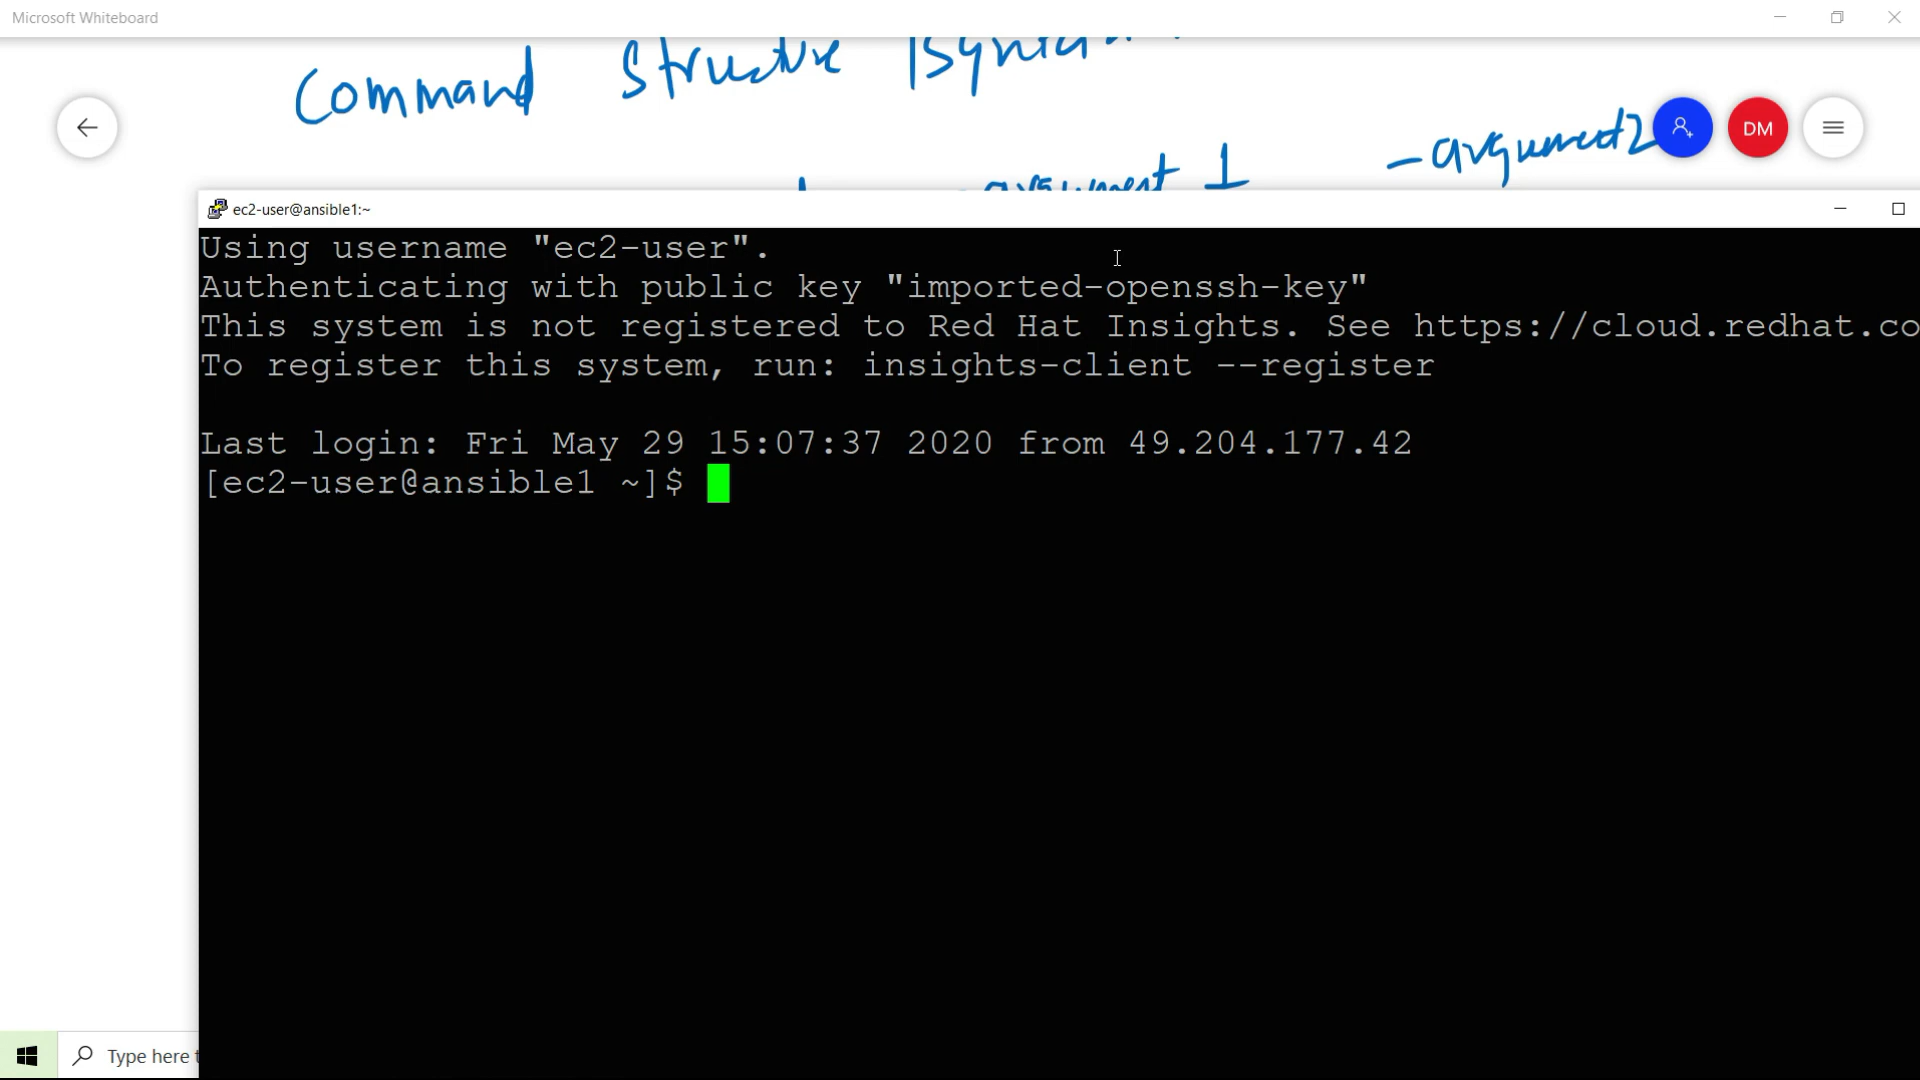 Microsoft Whiteboard
Command Structure
argument 1 -argument2
DM
ec2-user@ansible1:~
Using username "ec2-user".
Authenticating with public key "imported-openssh-key"
This system is not registered to Red Hat Insights. See https://cloud.redhat.co
To register this system, run: insights-client --register
Last login: Fri May 29 15:07:37 2020 from 49.204.177.42
[ec2-user@ansible1 ~]$
Type here t